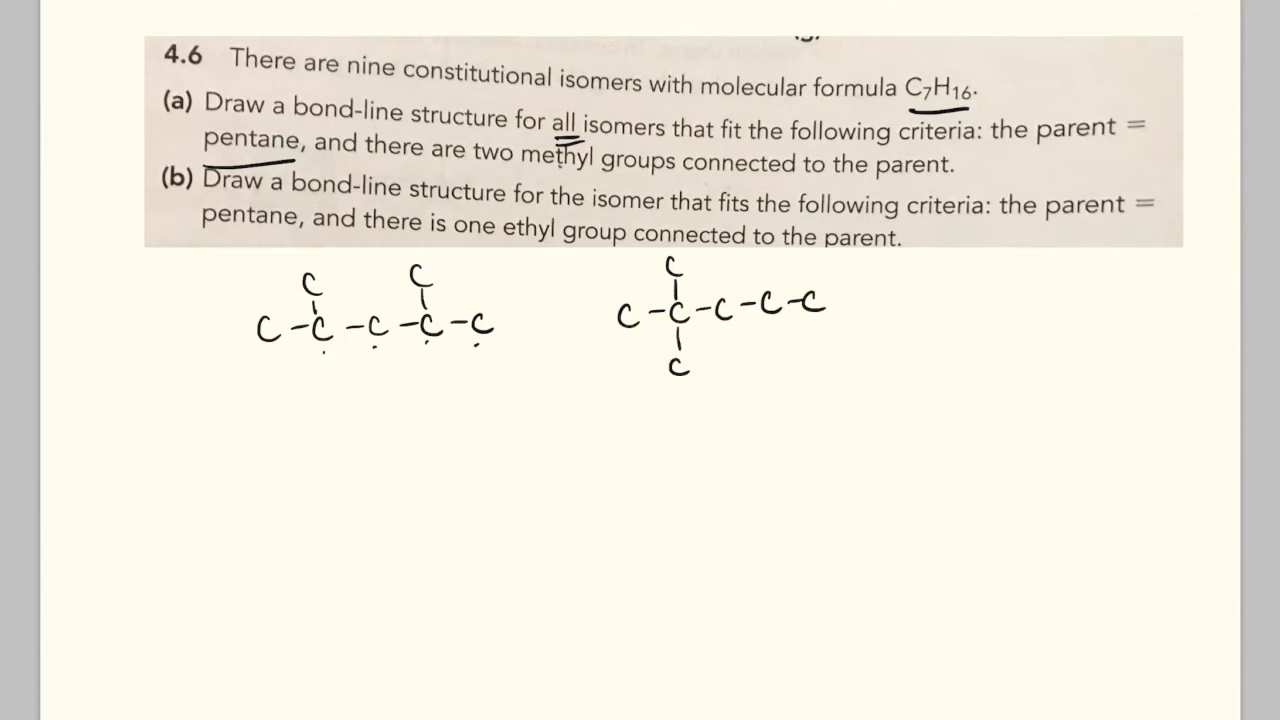 4.6 There are nine constitutional isomers with molecular formula C₇H₁₆.
(a) Draw a bond-line structure for all isomers that fit the following criteria: the parent =
pentane, and there are two methyl groups connected to the parent.
(b) Draw a bond-line structure for the isomer that fits the following criteria: the parent =
pentane, and there is one ethyl group connected to the parent.
C C C
C-C-C-C-C C-C-C-C-C
C